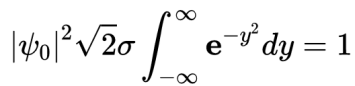 |ψ₀|²√2σ ∫_{-∞}^{∞} e^{-y²} dy = 1